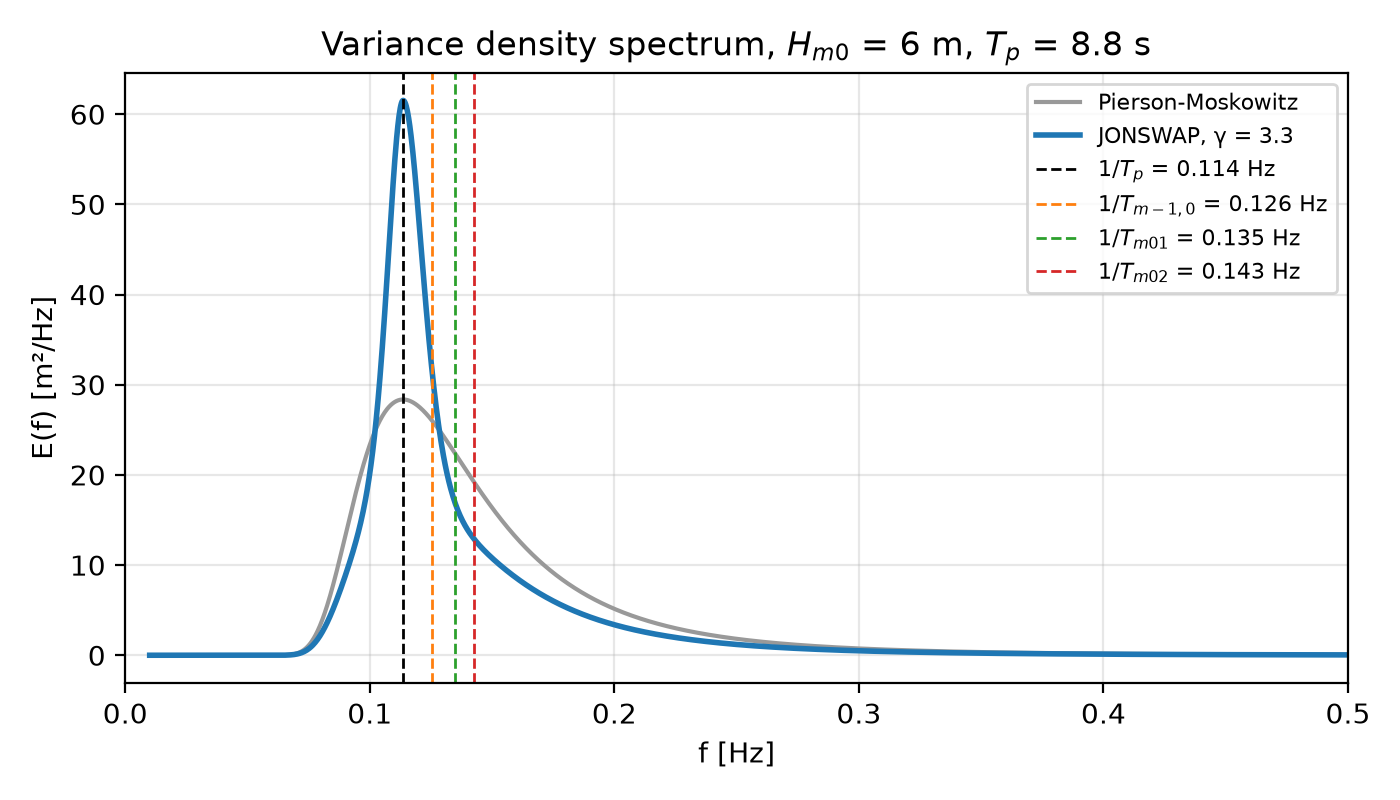 Variance density spectrum, Hm0 = 6 m, Tp = 8.8 s
E(f) [m²/Hz]
60
50
40
30
20
10
0
0.0 0.1 0.2 0.3 0.4 0.5
f [Hz]
Pierson-Moskowitz
JONSWAP, γ = 3.3
1/Tp = 0.114 Hz
1/Tm−1,0 = 0.126 Hz
1/Tm01 = 0.135 Hz
1/Tm02 = 0.143 Hz